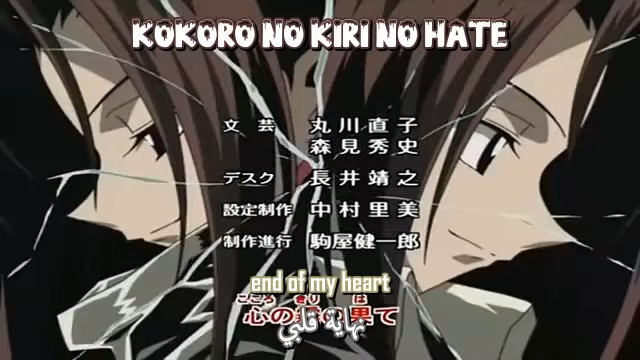 KOKORO NO KIRI NO HATE
文芸 丸川直子
森見秀史
デスク 長井靖之
設定制作 中村里美
制作進行 駒屋健一郎
end of my heart
こころ きり は
心の霧の果て
نهاية قلبي